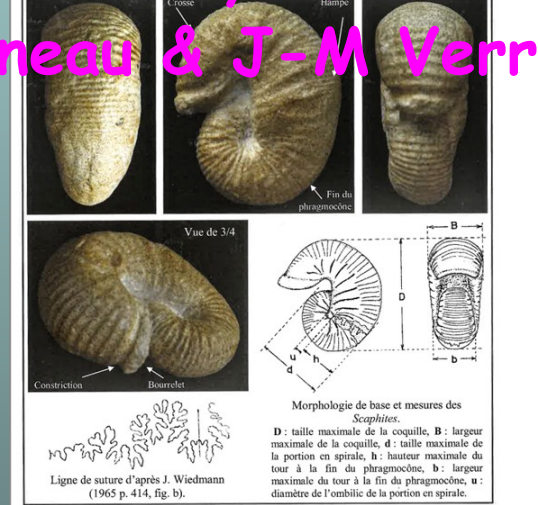 Crosse
Hampe
& J-M Verr
Fin du
phragmocône
Vue de 3/4
Constriction
Bourrelet
B
D
u
h
d
b
Ligne de suture d'après J. Wiedmann
(1965 p. 414, fig. b).
Morphologie de base et mesures des
Scaphites.
D : taille maximale de la coquille, B : largeur
maximale de la coquille, d : taille maximale de
la portion en spirale, h : hauteur maximale du
tour à la fin du phragmocône, b : largeur
maximale du tour à la fin du phragmocône, u :
diamètre de l'ombilic de la portion en spirale.